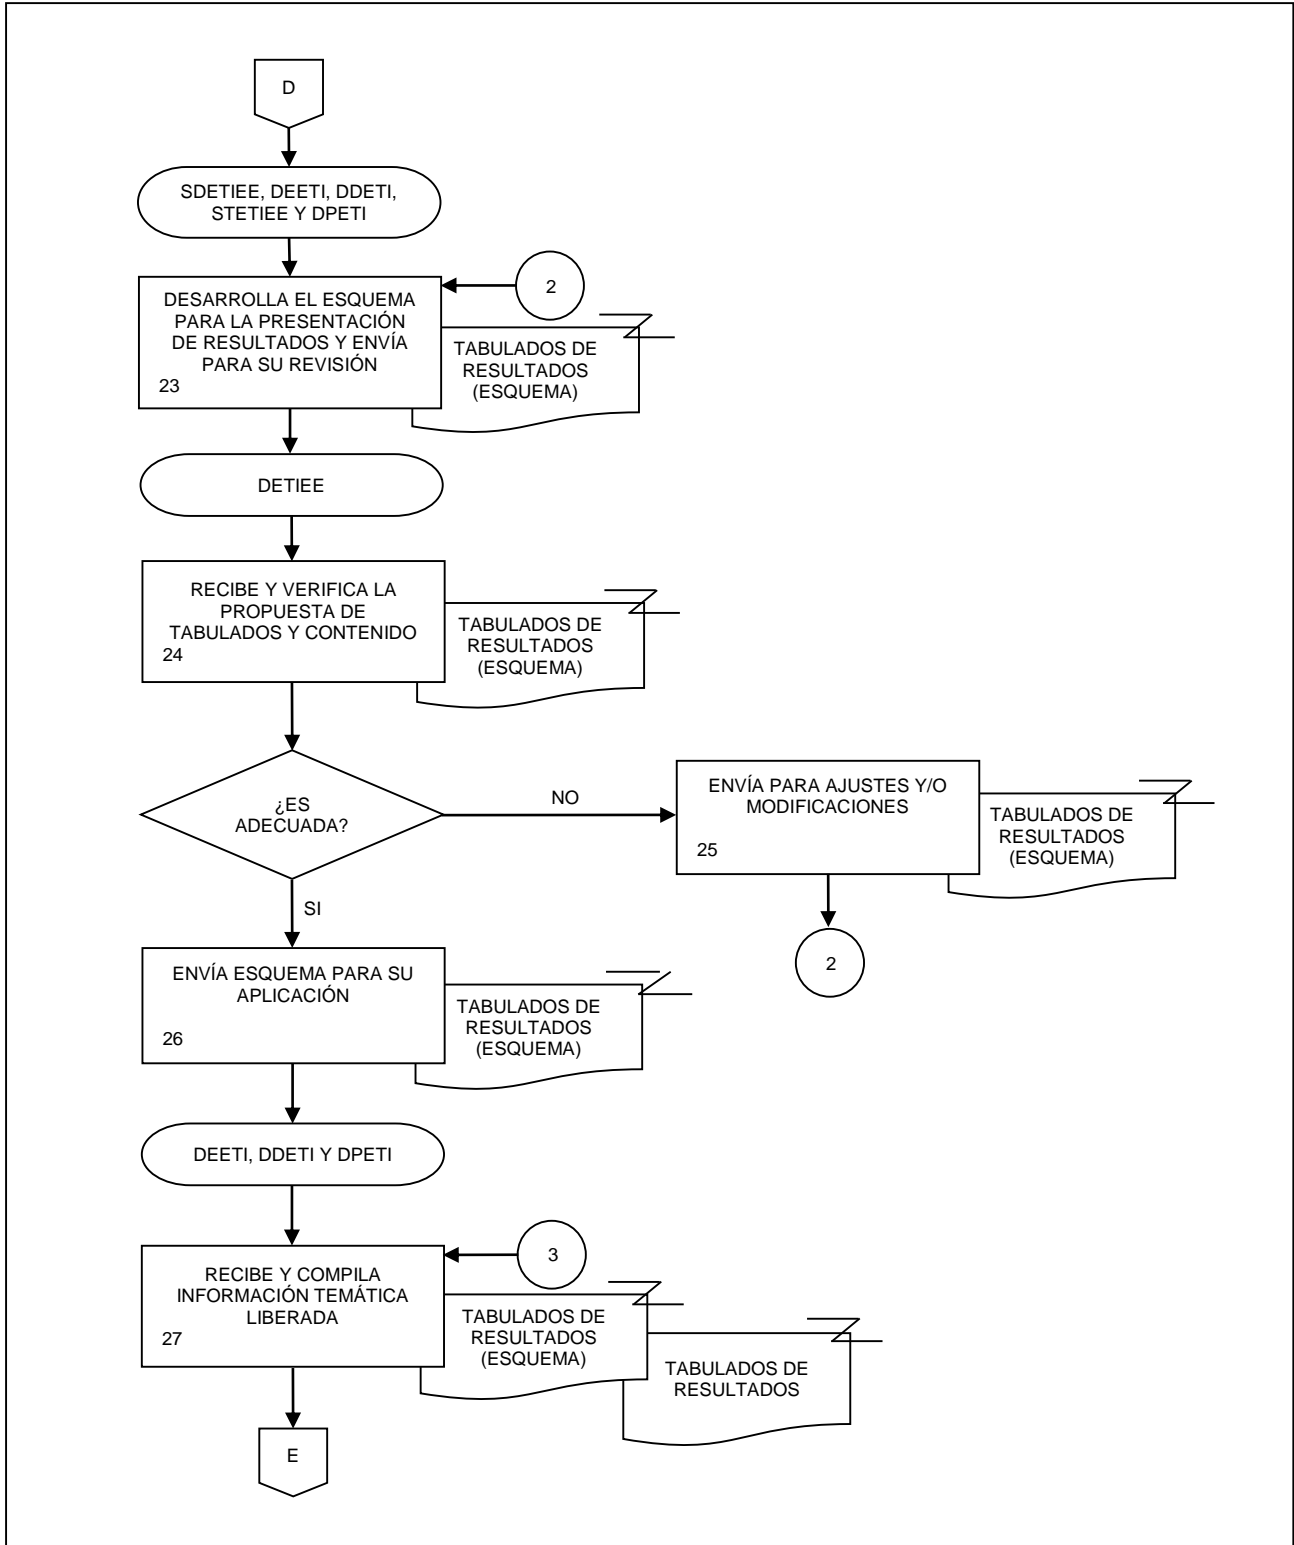 D
SDETIEE, DEETI, DDETI,
STETIEE Y DPETI
2
DESARROLLA EL ESQUEMA
PARA LA PRESENTACIÓN
DE RESULTADOS Y ENVÍA
PARA SU REVISIÓN
23
TABULADOS DE
RESULTADOS
(ESQUEMA)
DETIEE
RECIBE Y VERIFICA LA
PROPUESTA DE
TABULADOS Y CONTENIDO
24
TABULADOS DE
RESULTADOS
(ESQUEMA)
¿ES
ADECUADA?
NO
ENVÍA PARA AJUSTES Y/O
MODIFICACIONES
25
TABULADOS DE
RESULTADOS
(ESQUEMA)
2
SI
ENVÍA ESQUEMA PARA SU
APLICACIÓN
26
TABULADOS DE
RESULTADOS
(ESQUEMA)
DEETI, DDETI Y DPETI
3
RECIBE Y COMPILA
INFORMACIÓN TEMÁTICA
LIBERADA
27
TABULADOS DE
RESULTADOS
(ESQUEMA)
TABULADOS DE
RESULTADOS
E